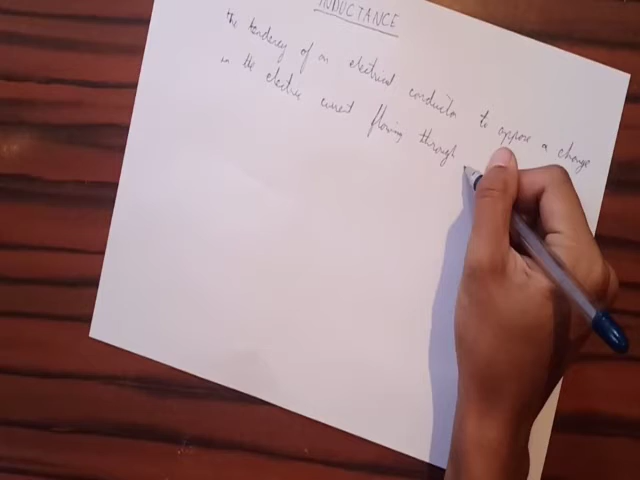 INDUCTANCE
the tendency of an electrical conductor to oppose a change
in the electric current flowing through